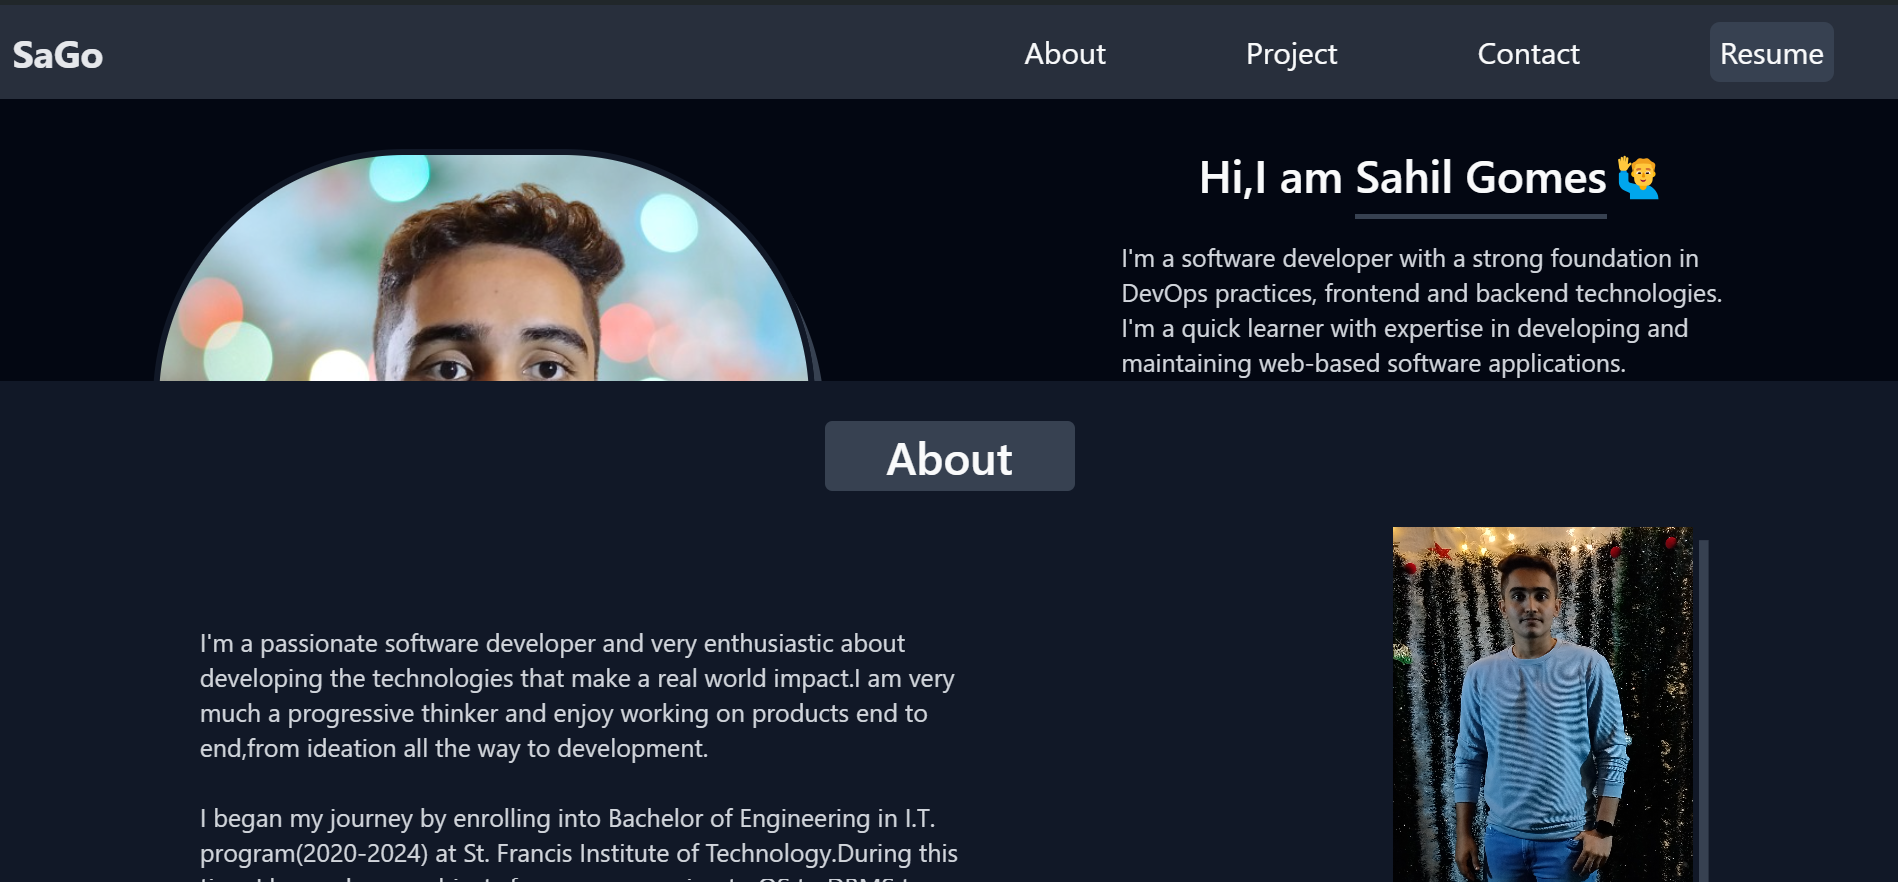 SaGo
About
Project
Contact
Resume
Hi,I am Sahil Gomes
I'm a software developer with a strong foundation in
DevOps practices, frontend and backend technologies.
I'm a quick learner with expertise in developing and
maintaining web-based software applications.
About
I'm a passionate software developer and very enthusiastic about
developing the technologies that make a real world impact.I am very
much a progressive thinker and enjoy working on products end to
end,from ideation all the way to development.
I began my journey by enrolling into Bachelor of Engineering in I.T.
program(2020-2024) at St. Francis Institute of Technology.During this